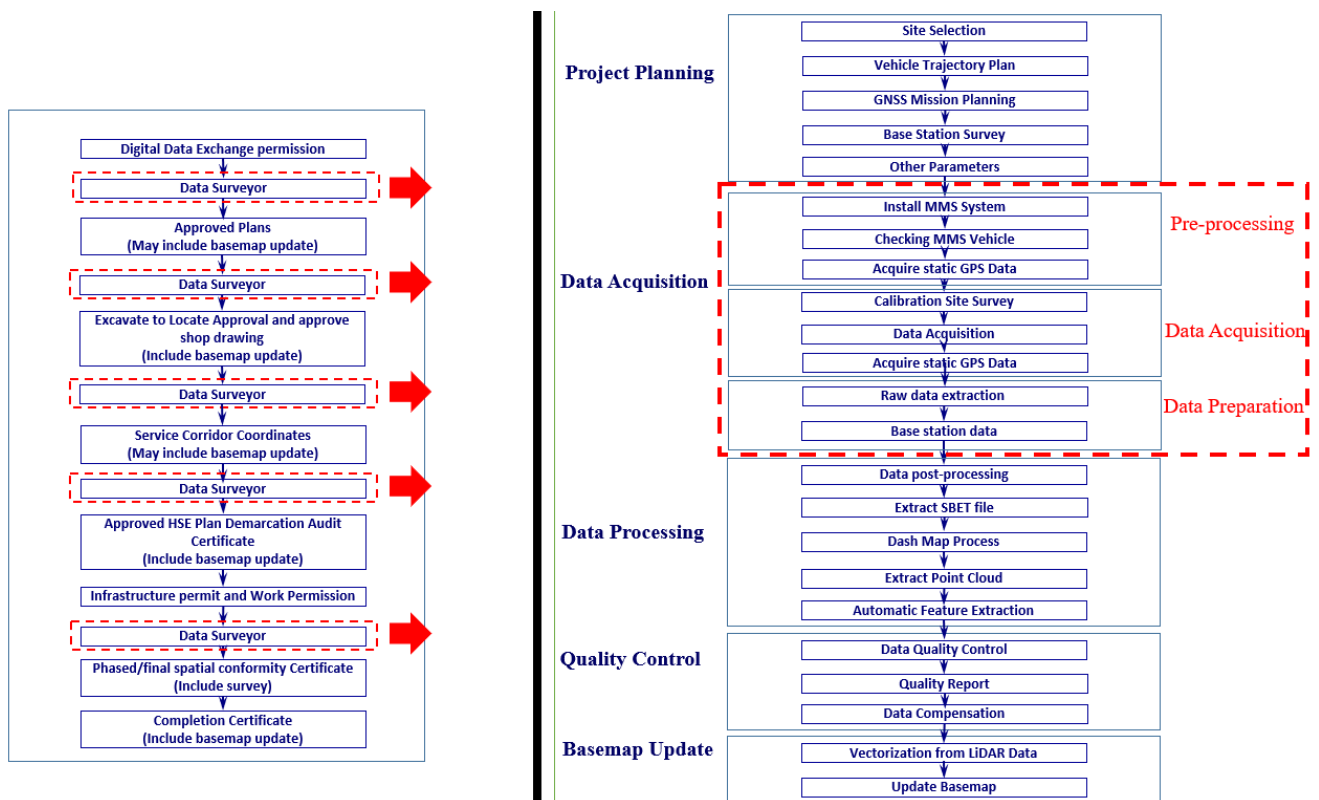 Digital Data Exchange permission
Data Surveyor
Approved Plans
(May include basemap update)
Data Surveyor
Excavate to Locate Approval and approve
shop drawing
(Include basemap update)
Data Surveyor
Service Corridor Coordinates
(May include basemap update)
Data Surveyor
Approved HSE Plan Demarcation Audit
Certificate
(Include basemap update)
Infrastructure permit and Work Permission
Data Surveyor
Phased/final spatial conformity Certificate
(Include survey)
Completion Certificate
(Include basemap update)
Project Planning
Site Selection
Vehicle Trajectory Plan
GNSS Mission Planning
Base Station Survey
Other Parameters
Data Acquisition
Install MMS System
Checking MMS Vehicle
Acquire static GPS Data
Pre-processing
Calibration Site Survey
Data Acquisition
Acquire static GPS Data
Data Acquisition
Raw data extraction
Base station data
Data Preparation
Data Processing
Data post-processing
Extract SBET file
Dash Map Process
Extract Point Cloud
Automatic Feature Extraction
Quality Control
Data Quality Control
Quality Report
Data Compensation
Basemap Update
Vectorization from LiDAR Data
Update Basemap